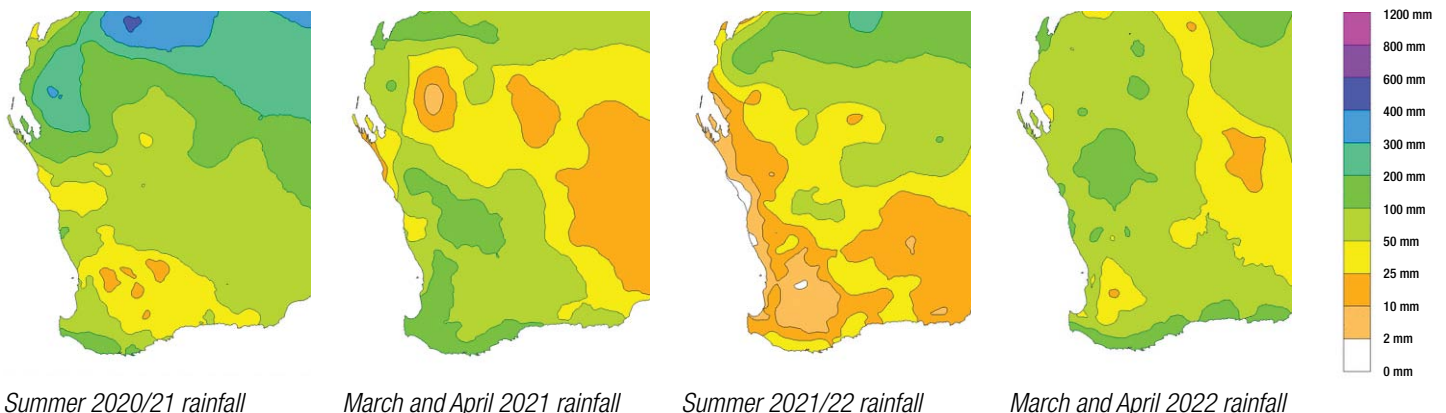 1200 mm
800 mm
600 mm
400 mm
300 mm
200 mm
100 mm
50 mm
25 mm
10 mm
2 mm
0 mm
Summer 2020/21 rainfall
March and April 2021 rainfall
Summer 2021/22 rainfall
March and April 2022 rainfall